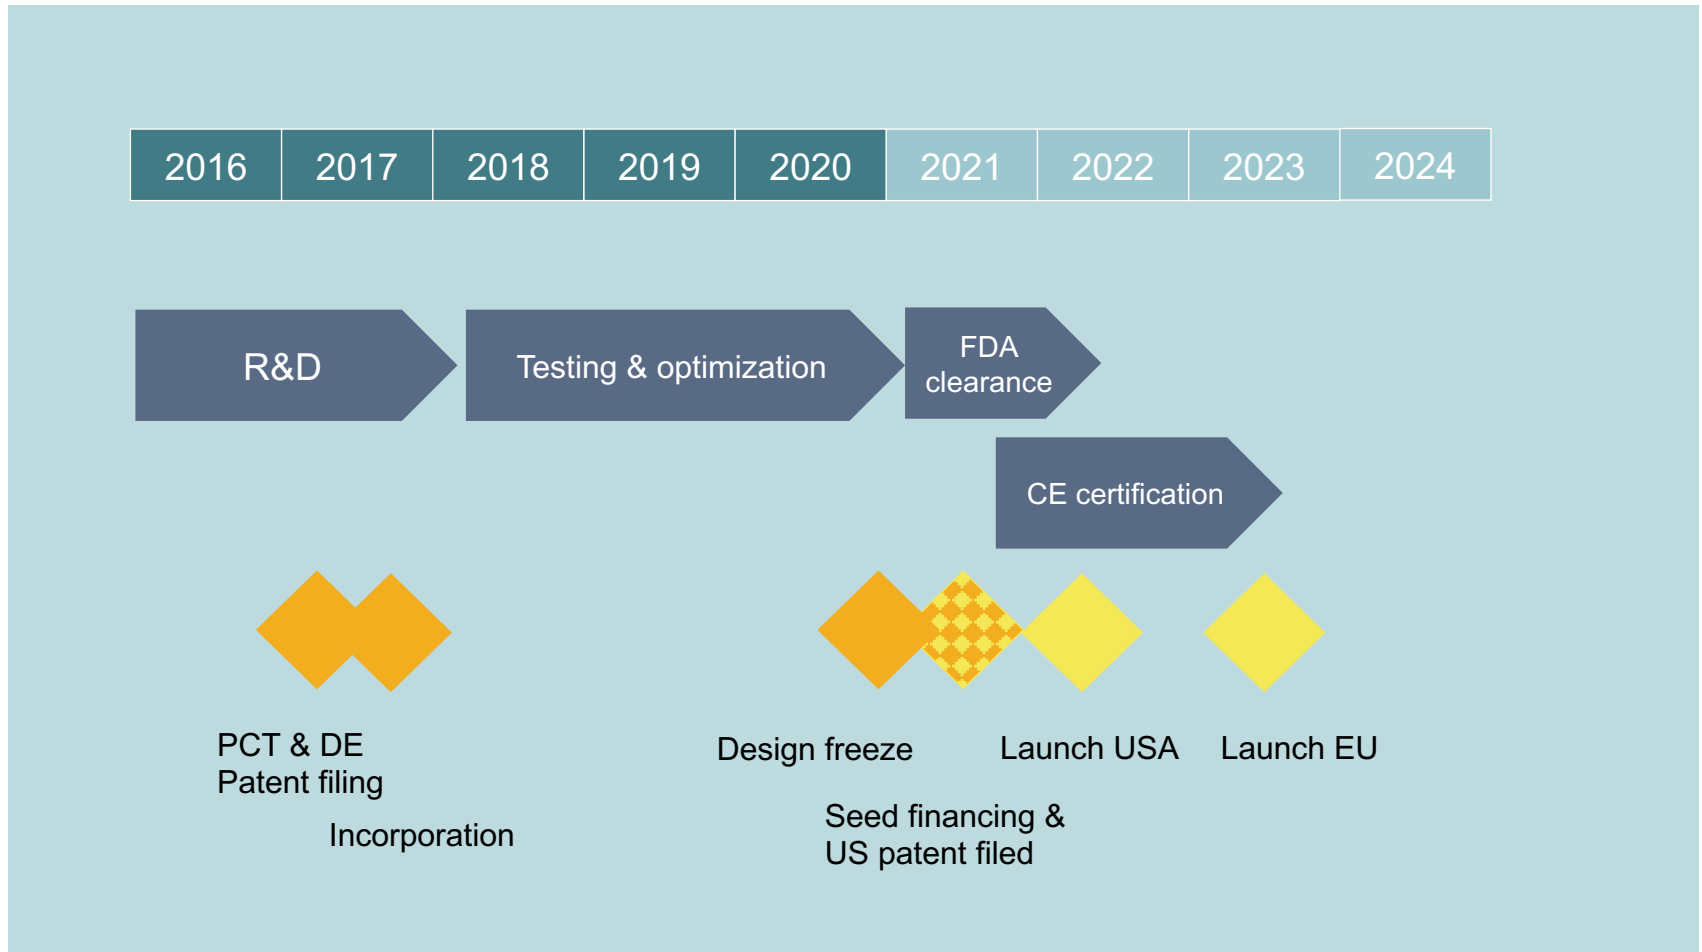 2016 2017 2018 2019 2020 2021 2022 2023 2024
R&D
Testing & optimization
FDA
clearance
CE certification
PCT & DE
Patent filing
Incorporation
Design freeze
Seed financing &
US patent filed
Launch USA
Launch EU